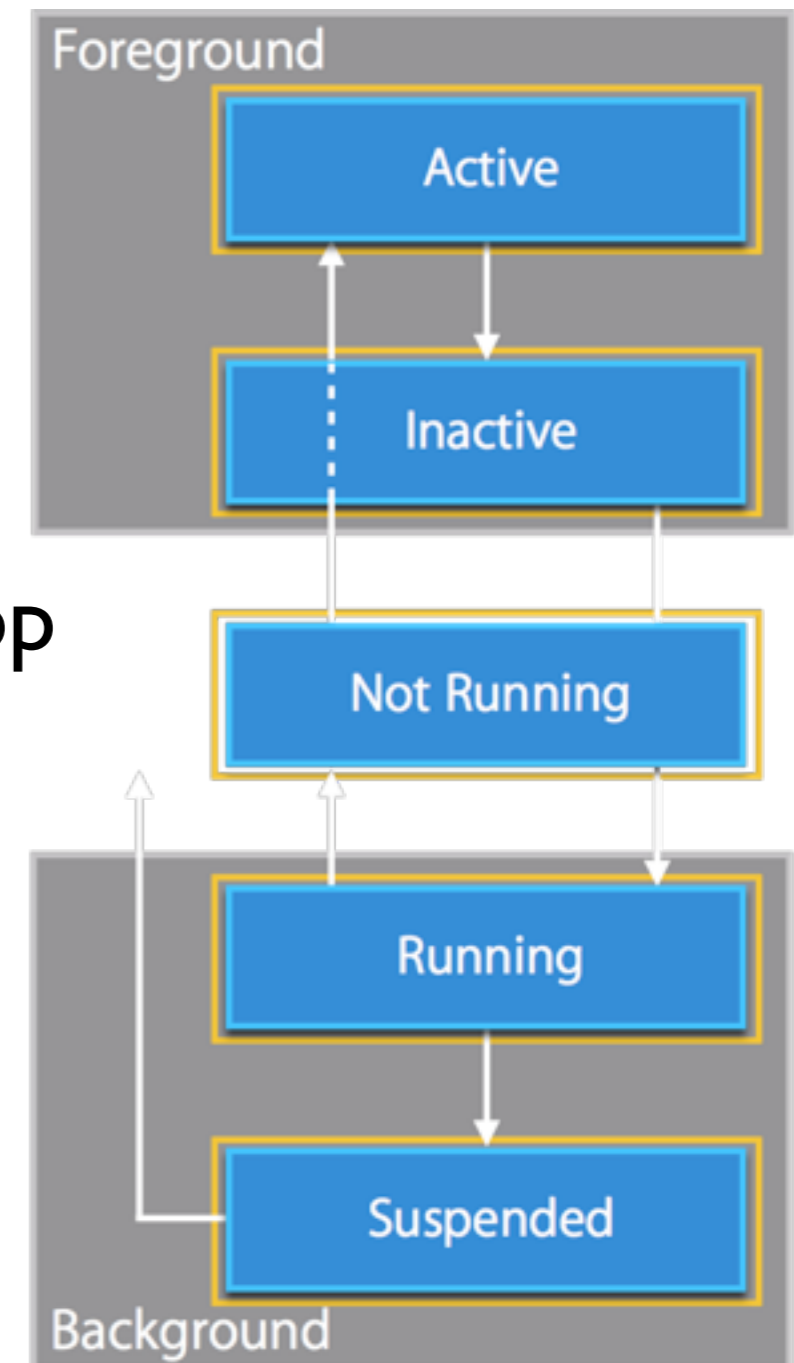 Foreground
Active
Inactive
Not Running
Running
Suspended
Background